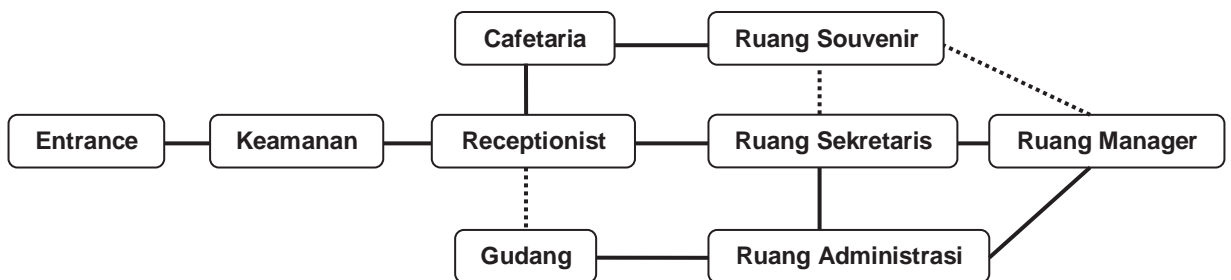 Cafetaria
Ruang Souvenir
Entrance
Keamanan
Receptionist
Ruang Sekretaris
Ruang Manager
Gudang
Ruang Administrasi